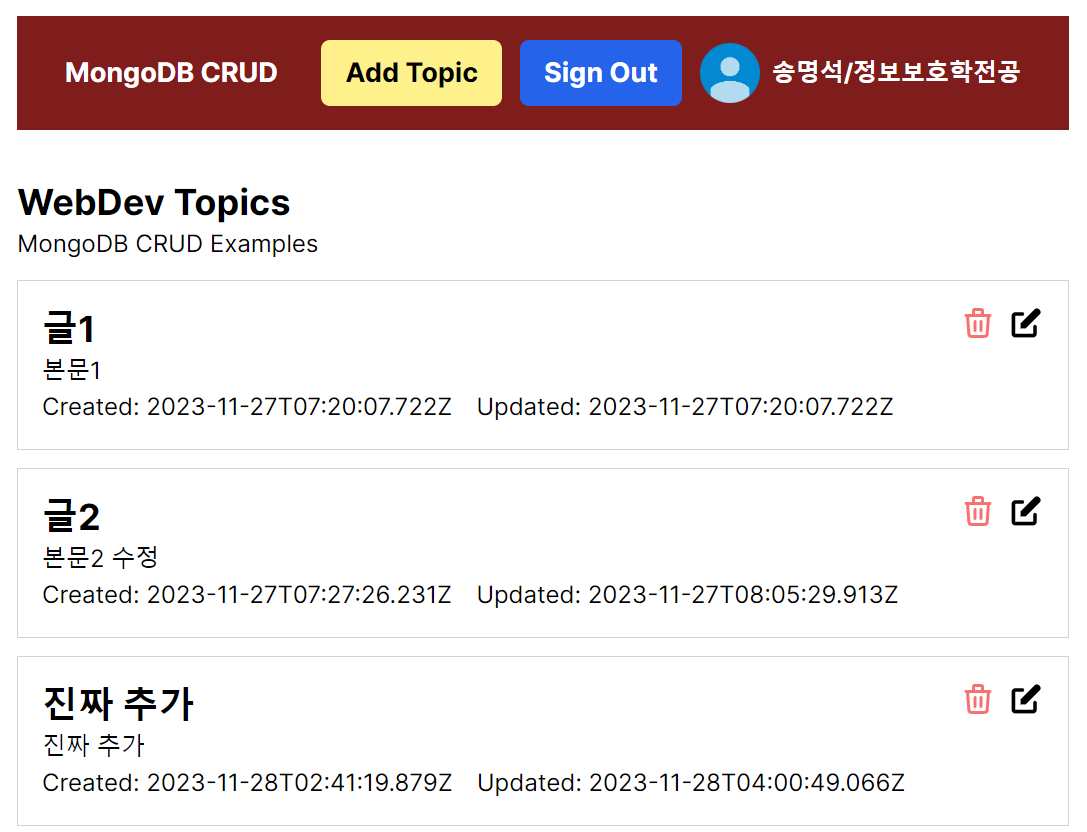 MongoDB CRUD Add Topic Sign Out 송명석/정보보호학전공
WebDev Topics
MongoDB CRUD Examples
글1
본문1
Created: 2023-11-27T07:20:07.722Z Updated: 2023-11-27T07:20:07.722Z
글2
본문2 수정
Created: 2023-11-27T07:27:26.231Z Updated: 2023-11-27T08:05:29.913Z
진짜 추가
진짜 추가
Created: 2023-11-28T02:41:19.879Z Updated: 2023-11-28T04:00:49.066Z